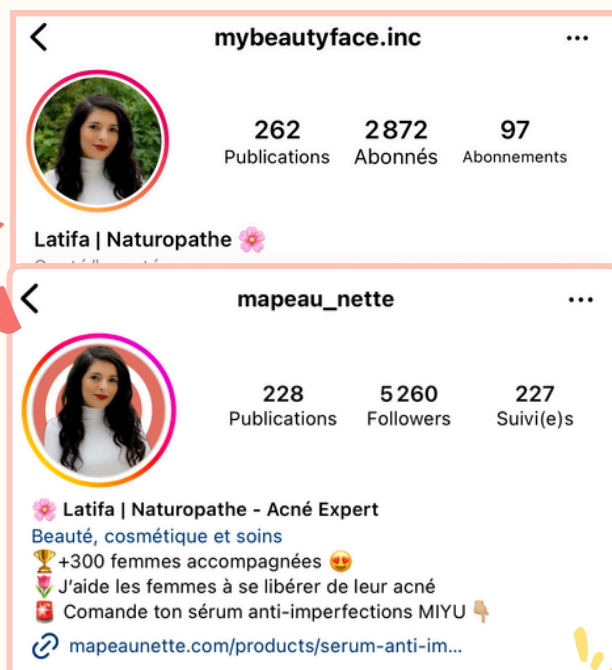 mybeautyface.inc
262 2 872 97
Publications Abonnés Abonnements
Latifa | Naturopathe 🌸
mapeau_nette
228 5 260 227
Publications Followers Suivi(e)s
🌸 Latifa | Naturopathe - Acné Expert
Beauté, cosmétique et soins
🏆+300 femmes accompagnées 😍
🌷J'aide les femmes à se libérer de leur acné
🚨 Comande ton sérum anti-imperfections MIYU 👇🏼
mapeaunette.com/products/serum-anti-im...